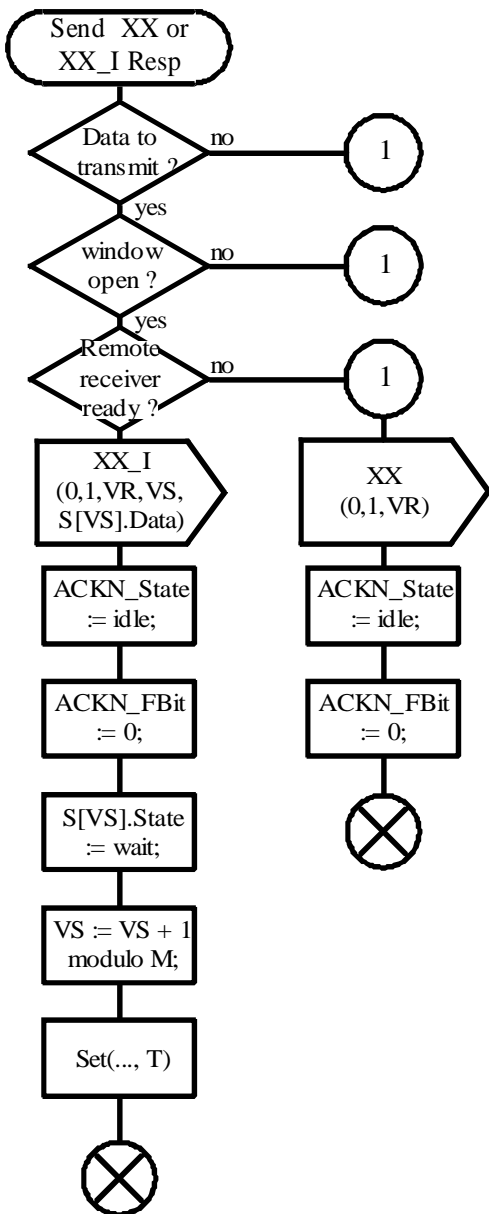 Send XX or
XX_I Resp
Data to
transmit ?
no
1
yes
window
open ?
no
1
yes
Remote
receiver
ready ?
no
1
XX_I
(0,1,VR,VS,
S[VS].Data)
XX
(0,1,VR)
ACKN_State
:= idle;
ACKN_State
:= idle;
ACKN_FBit
:= 0;
ACKN_FBit
:= 0;
S[VS].State
:= wait;
VS := VS + 1
modulo M;
Set(..., T)